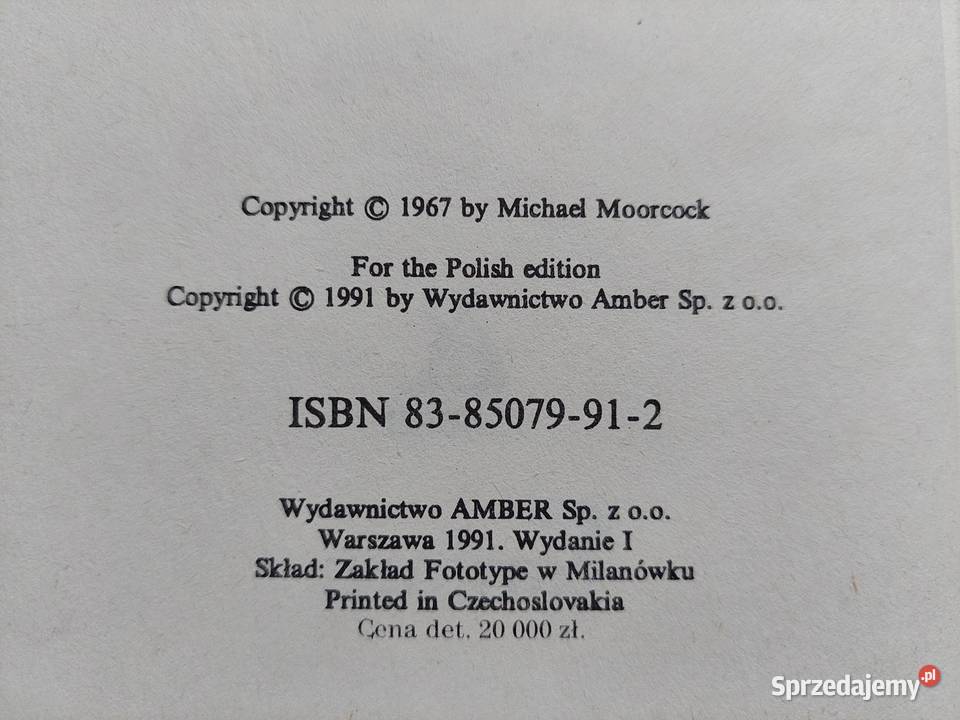 Copyright © 1967 by Michael Moorcock
For the Polish edition
Copyright © 1991 by Wydawnictwo Amber Sp. z o.o.
ISBN 83-85079-91-2
Wydawnictwo AMBER Sp. z o.o.
Warszawa 1991. Wydanie I
Skład: Zakład Fototype w Milanówku
Printed in Czechoslovakia
Cena det. 20 000 zł.
Sprzedajemy.pl